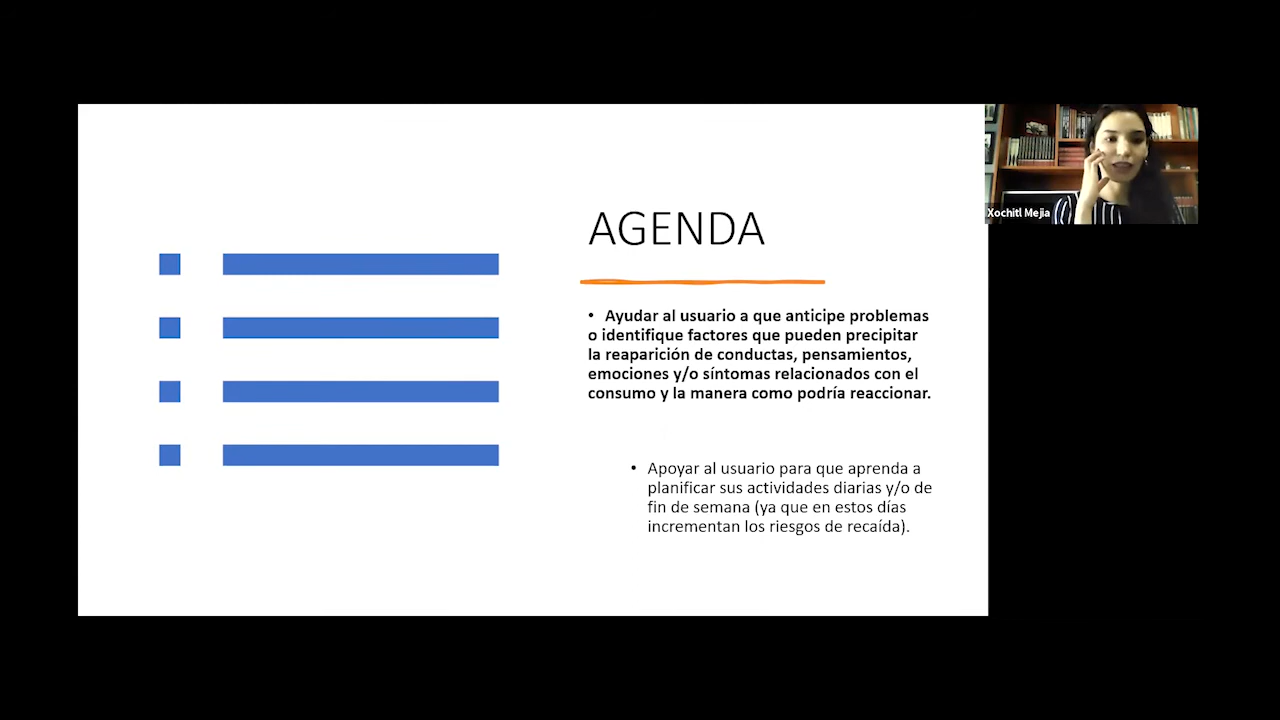 AGENDA
• Ayudar al usuario a que anticipe problemas
o identifique factores que pueden precipitar
la reaparición de conductas, pensamientos,
emociones y/o síntomas relacionados con el
consumo y la manera como podría reaccionar.
• Apoyar al usuario para que aprenda a
planificar sus actividades diarias y/o de
fin de semana (ya que en estos días
incrementan los riesgos de recaída).
Xochitl Mejia